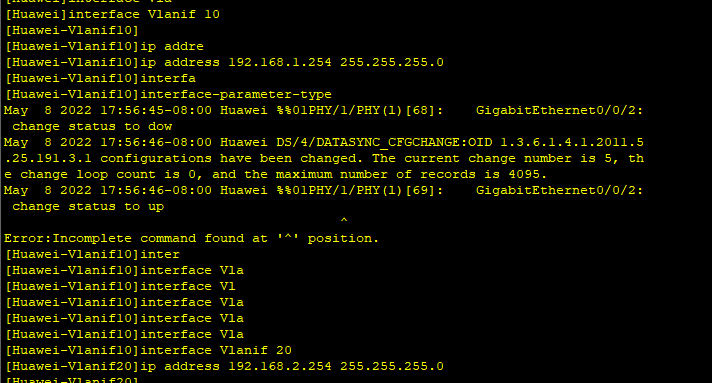 [Huawei]interface Vla
[Huawei]interface Vlanif 10
[Huawei-Vlanif10]
[Huawei-Vlanif10]ip addre
[Huawei-Vlanif10]ip address 192.168.1.254 255.255.255.0
[Huawei-Vlanif10]interfa
[Huawei-Vlanif10]interface-parameter-type
May  8 2022 17:56:45-08:00 Huawei %%01PHY/1/PHY(l)[68]:    GigabitEthernet0/0/2:
 change status to dow
May  8 2022 17:56:46-08:00 Huawei DS/4/DATASYNC_CFGCHANGE:OID 1.3.6.1.4.1.2011.5
.25.191.3.1 configurations have been changed. The current change number is 5, th
e change loop count is 0, and the maximum number of records is 4095.
May  8 2022 17:56:46-08:00 Huawei %%01PHY/1/PHY(l)[69]:    GigabitEthernet0/0/2:
 change status to up
                                           ^
Error:Incomplete command found at '^' position.
[Huawei-Vlanif10]inter
[Huawei-Vlanif10]interface Vla
[Huawei-Vlanif10]interface Vl
[Huawei-Vlanif10]interface Vla
[Huawei-Vlanif10]interface Vla
[Huawei-Vlanif10]interface Vla
[Huawei-Vlanif10]interface Vlanif 20
[Huawei-Vlanif20]ip address 192.168.2.254 255.255.255.0
[Huawei-Vlanif20]